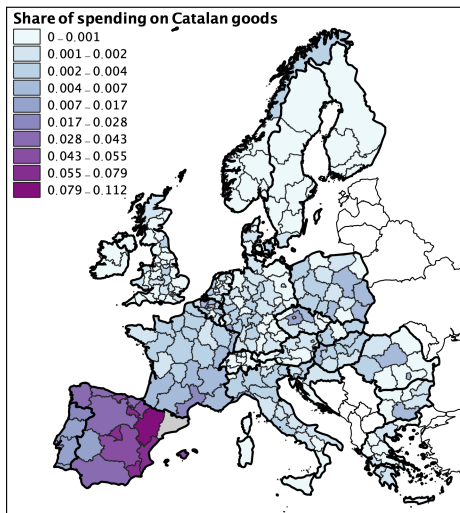 Share of spending on Catalan goods
0 – 0.001
0.001 – 0.002
0.002 – 0.004
0.004 – 0.007
0.007 – 0.017
0.017 – 0.028
0.028 – 0.043
0.043 – 0.055
0.055 – 0.079
0.079 – 0.112